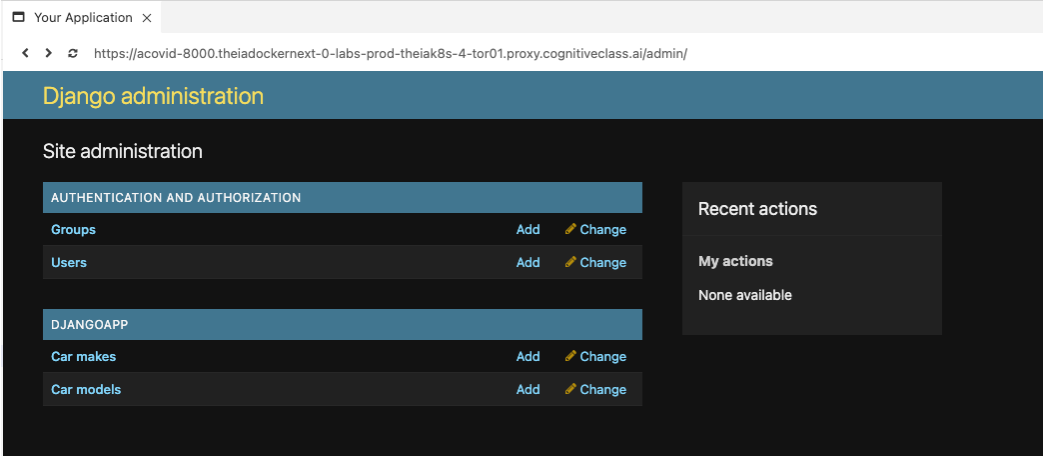 Your Application
https://acovid-8000.theiadockernext-0-labs-prod-theiak8s-4-tor01.proxy.cognitiveclass.ai/admin/
Django administration
Site administration
AUTHENTICATION AND AUTHORIZATION
Groups Add Change
Users Add Change
DJANGOAPP
Car makes Add Change
Car models Add Change
Recent actions
My actions
None available